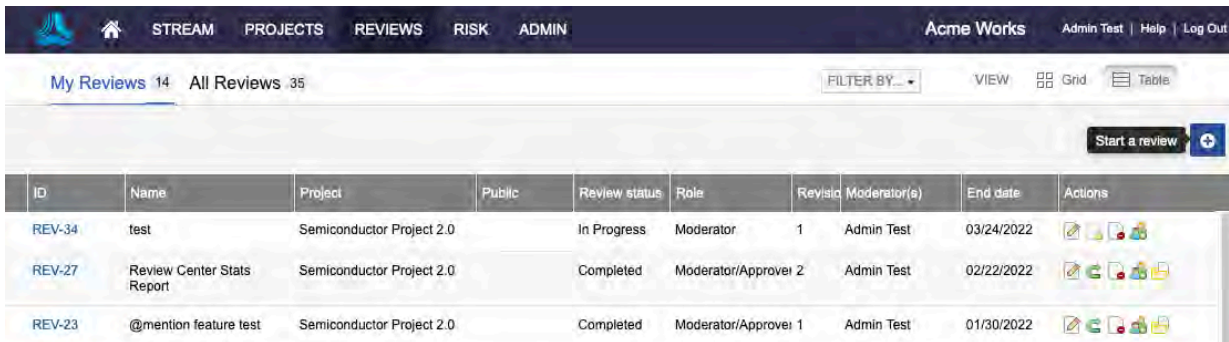 STREAM PROJECTS REVIEWS RISK ADMIN Acme Works Admin Test | Help | Log Out
My Reviews 14 All Reviews 35 FILTER BY... VIEW Grid Table
Start a review
ID Name Project Public Review status Role Revisio Moderator(s) End date Actions
REV-34 test Semiconductor Project 2.0 In Progress Moderator 1 Admin Test 03/24/2022
REV-27 Review Center Stats Semiconductor Project 2.0 Completed Moderator/Approver 2 Admin Test 02/22/2022
Report
REV-23 @mention feature test Semiconductor Project 2.0 Completed Moderator/Approver 1 Admin Test 01/30/2022